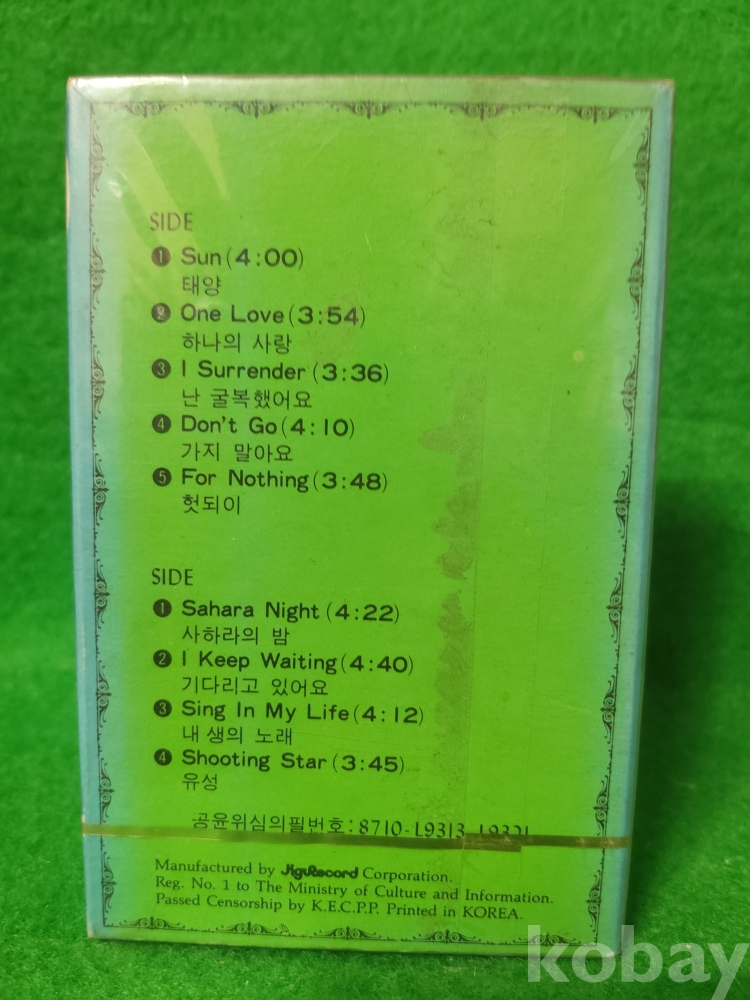 SIDE
❶ Sun(4:00)
태양
❷ One Love(3:54)
하나의 사랑
❸ I Surrender(3:36)
난 굴복했어요
❹ Don't Go(4:10)
가지 말아요
❺ For Nothing(3:48)
헛되이
SIDE
❶ Sahara Night(4:22)
사하라의 밤
❷ I Keep Waiting(4:40)
기다리고 있어요
❸ Sing In My Life(4:12)
내 생의 노래
❹ Shooting Star(3:45)
유성
공윤위심의필번호:8710-L9313-L9321
Manufactured by JiguRecord Corporation.
Reg. No. 1 to The Ministry of Culture and Information.
Passed Censorship by K.E.C.P.P. Printed in KOREA.
kobay